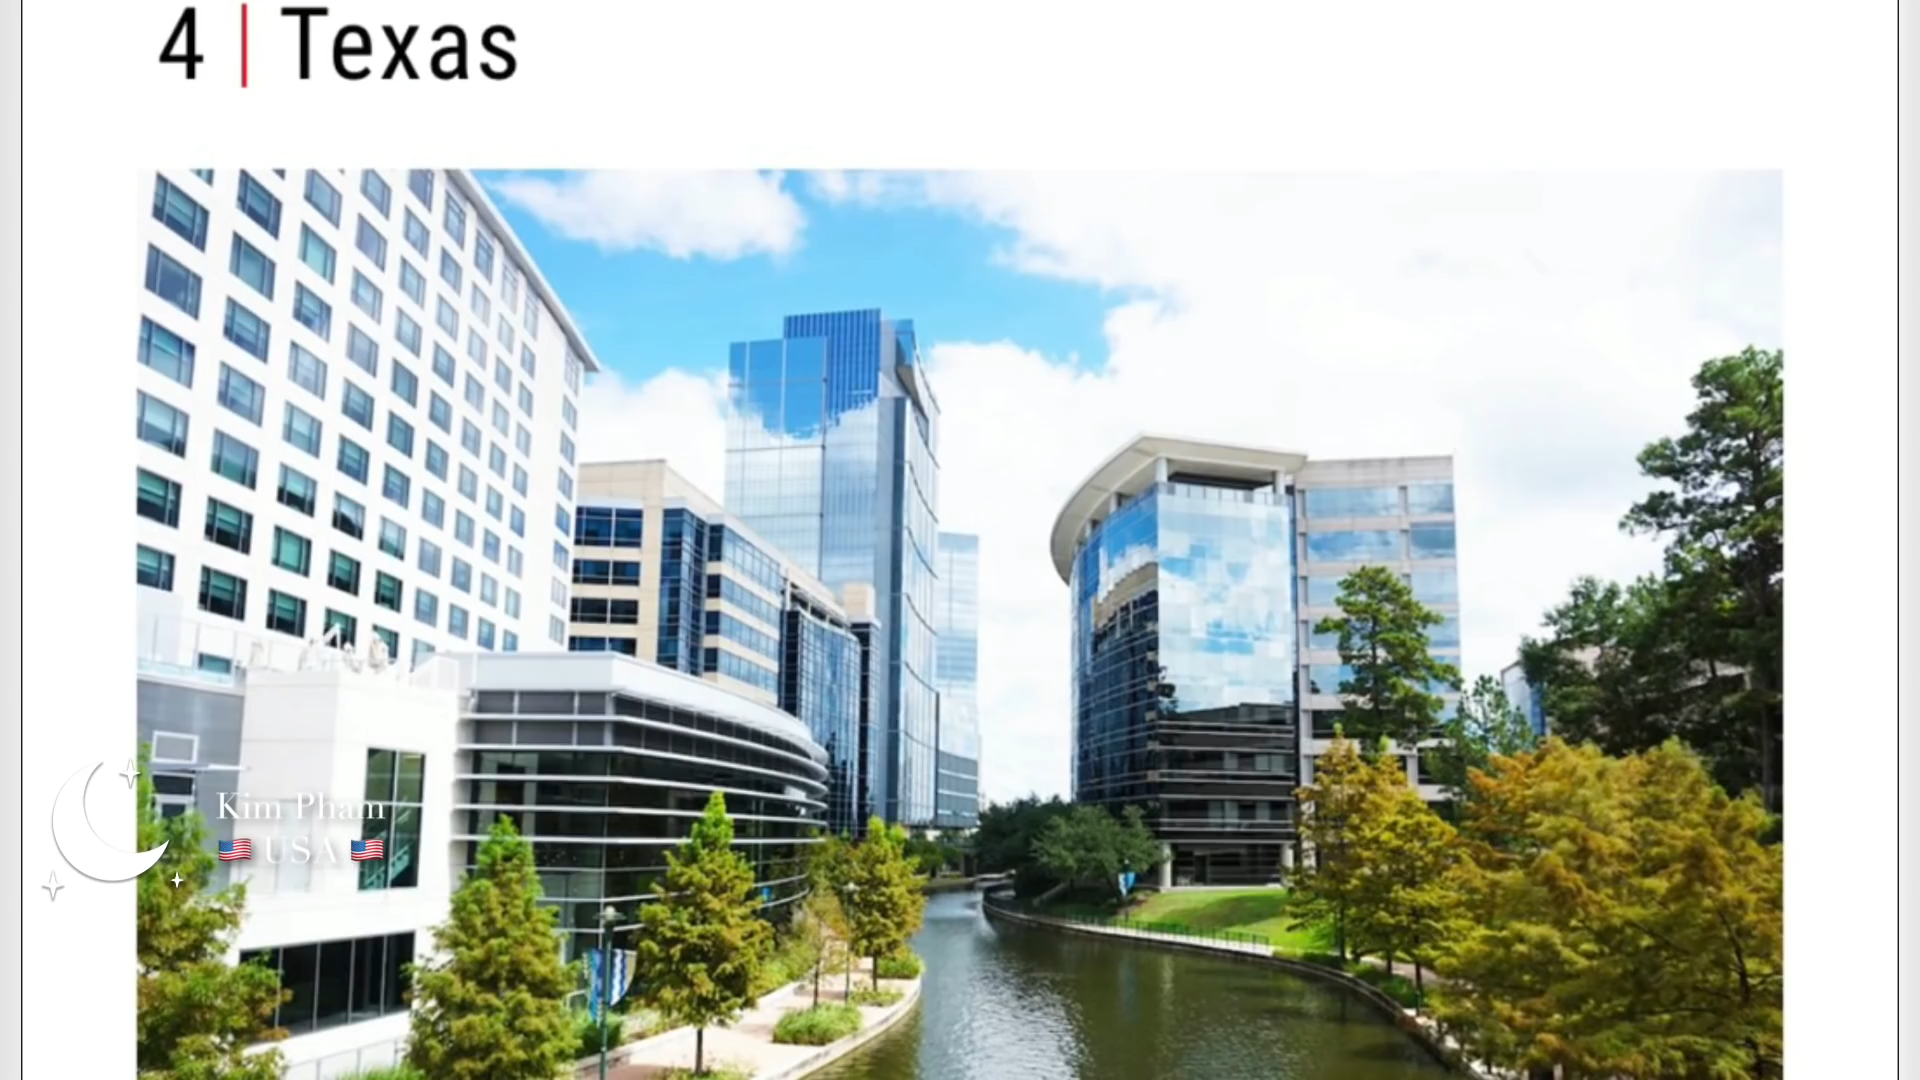 4 | Texas
Kim Pham
🇺🇸 USA 🇺🇸